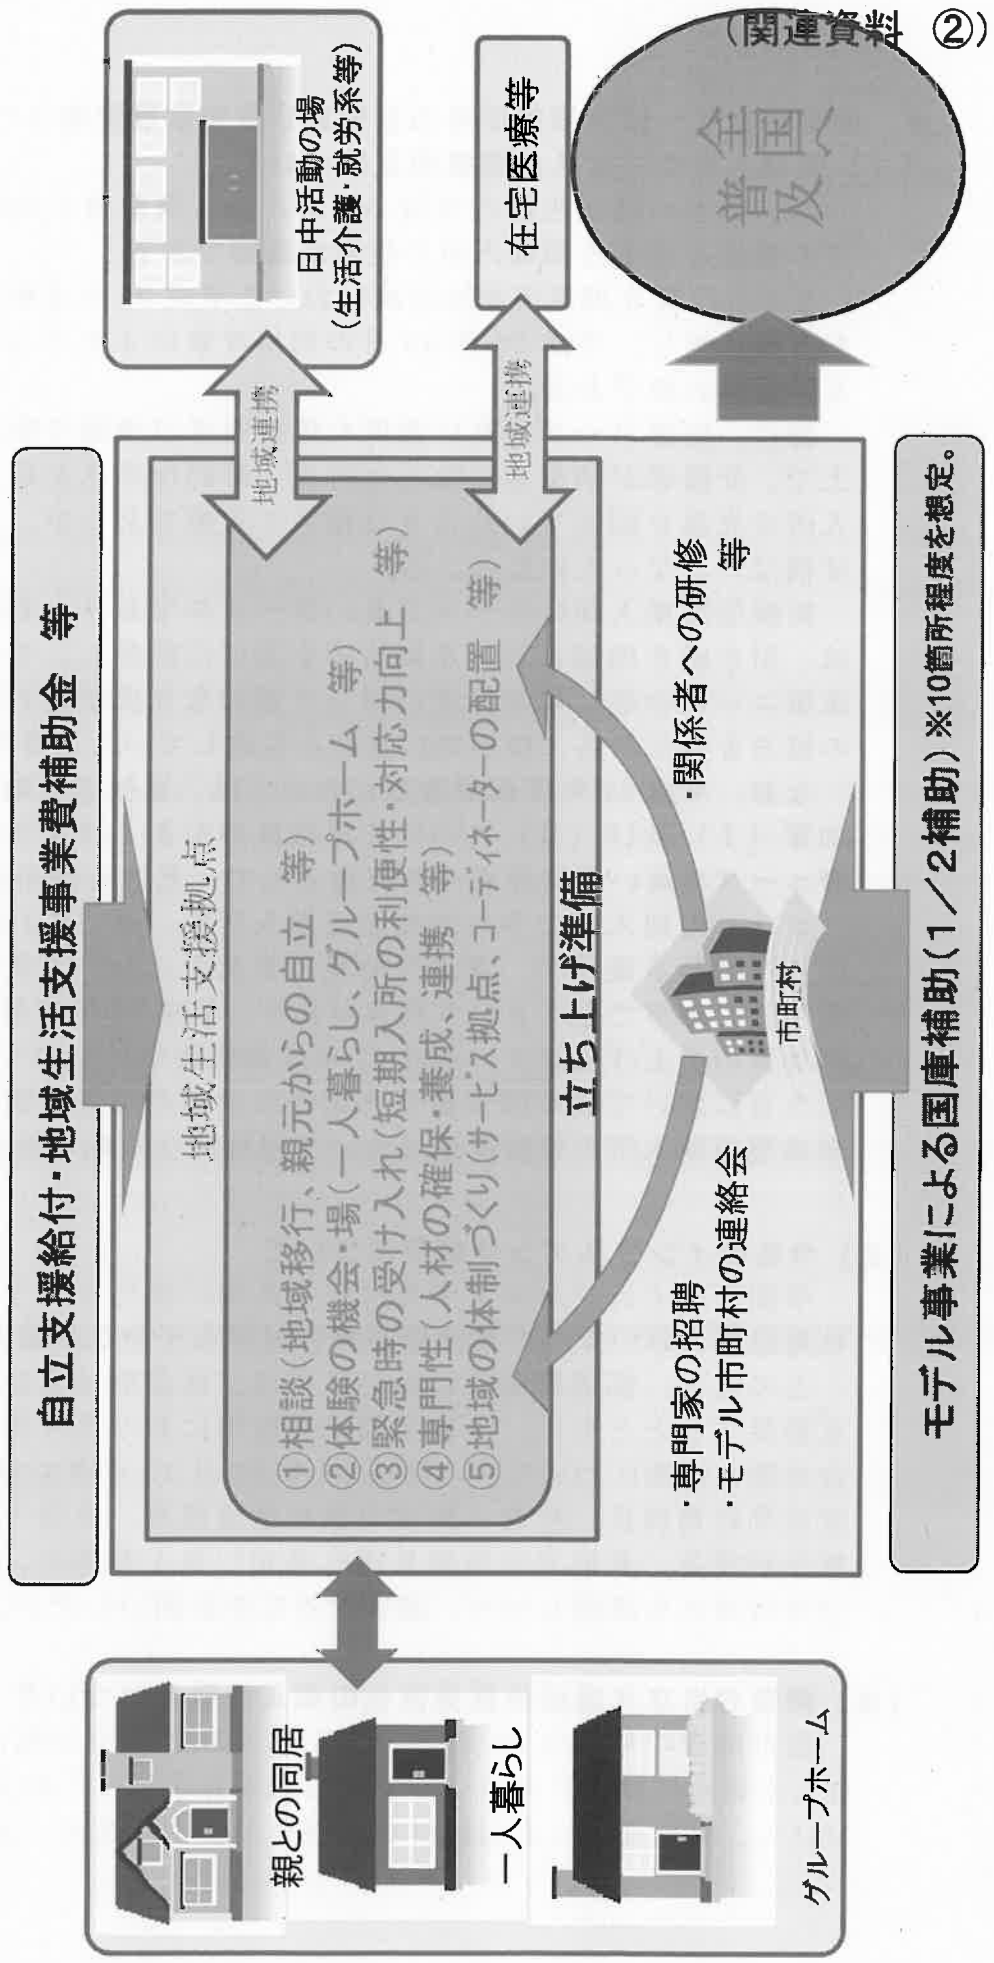 (関連資料 ②)
自立支援給付・地域生活支援事業費補助金 等
地域生活支援拠点
①相談(地域移行、親元からの自立 等)
②体験の機会・場(一人暮らし、グループホーム 等)
③緊急時の受け入れ(短期入所の利便性・対応力向上 等)
④専門性(人材の確保・養成、連携 等)
⑤地域の体制づくり(サービス拠点、コーディネーターの配置 等)
立ち上げ準備
・専門家の招聘
・モデル市町村の連絡会
市町村
・関係者への研修
等
モデル事業による国庫補助(1/2補助)※10箇所程度を想定。
親との同居
一人暮らし
グループホーム
地域連携
日中活動の場
(生活介護・就労系等)
地域連携
在宅医療等
全国へ
普及